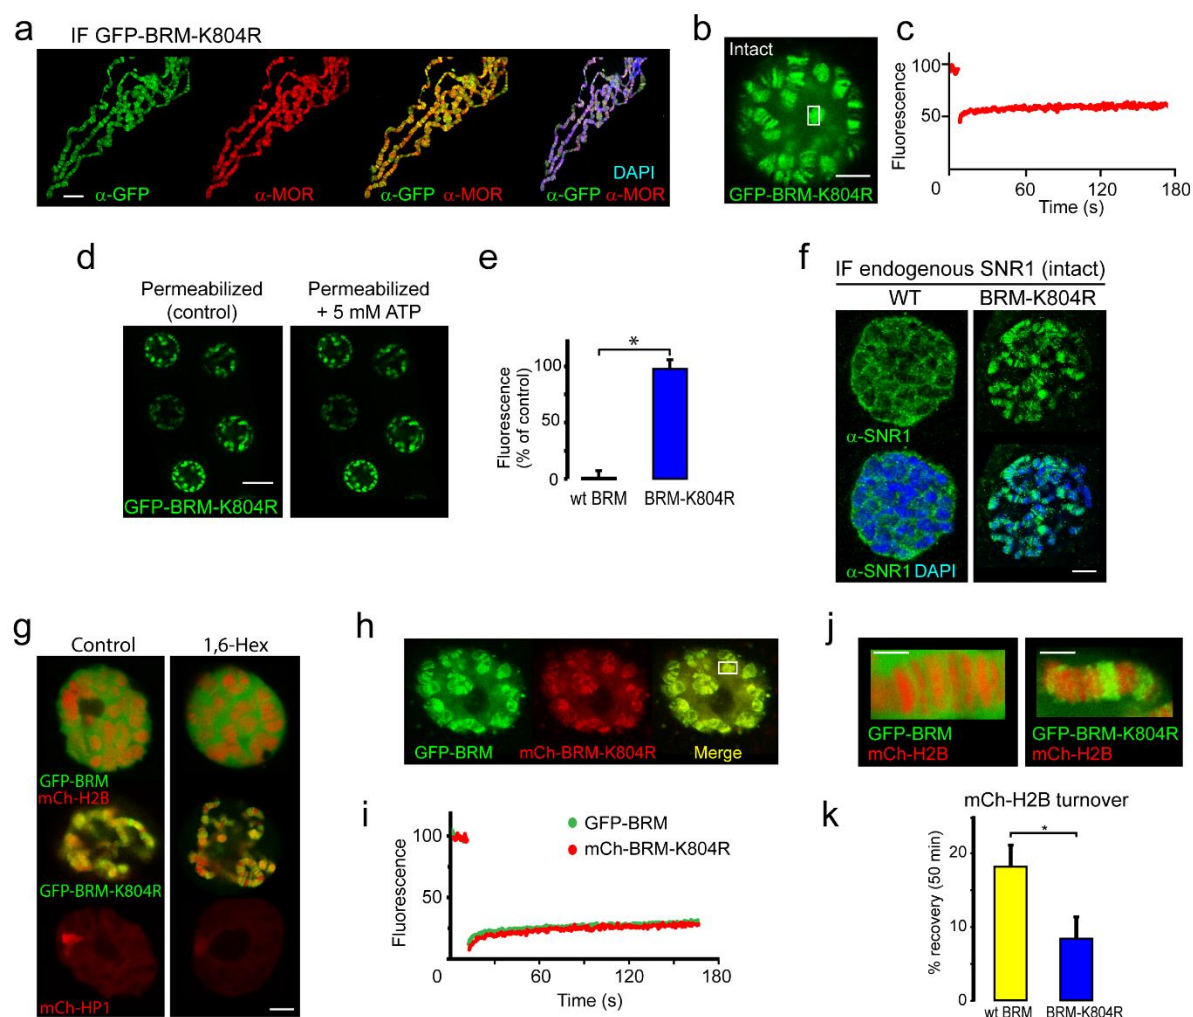 a
IF GFP-BRM-K804R
α-GFP
α-MOR
α-GFP α-MOR
DAPI
α-GFP α-MOR
b
Intact
GFP-BRM-K804R
c
Fluorescence
100
50
0
60
120
180
Time (s)
d
Permeabilized
(control)
Permeabilized
+ 5 mM ATP
GFP-BRM-K804R
e
Fluorescence
(% of control)
100
50
0
*
wt BRM
BRM-K804R
f
IF endogenous SNR1 (intact)
WT
BRM-K804R
α-SNR1
α-SNR1 DAPI
g
Control
1,6-Hex
GFP-BRM
mCh-H2B
GFP-BRM-K804R
mCh-HP1
h
GFP-BRM
mCh-BRM-K804R
Merge
i
GFP-BRM
mCh-BRM-K804R
Fluorescence
100
50
0
60
120
180
Time (s)
j
GFP-BRM
mCh-H2B
GFP-BRM-K804R
mCh-H2B
k
mCh-H2B turnover
% recovery (50 min)
20
10
0
*
wt BRM
BRM-K804R